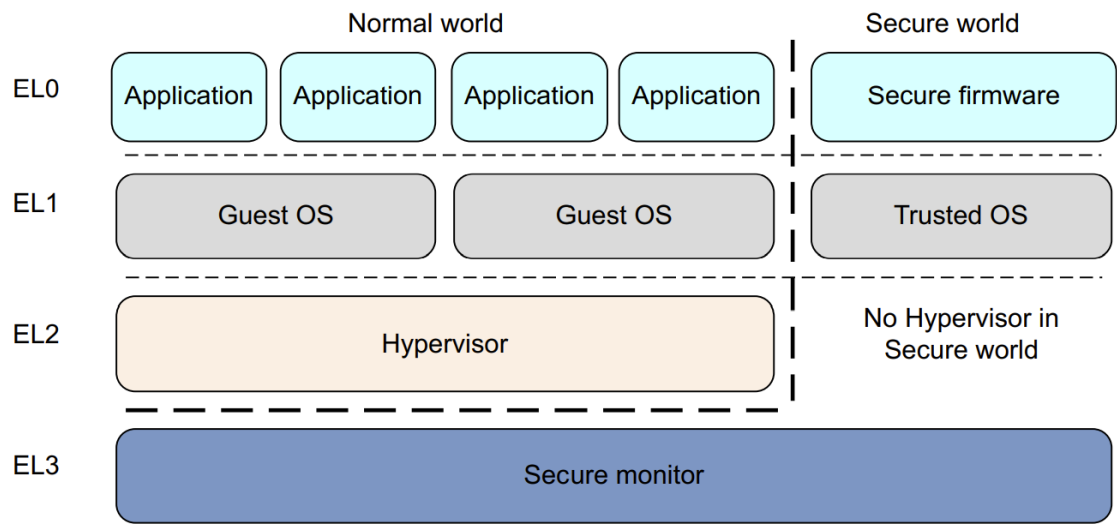 Normal world
Secure world
EL0
Application
Application
Application
Application
Secure firmware
EL1
Guest OS
Guest OS
Trusted OS
EL2
Hypervisor
No Hypervisor in
Secure world
EL3
Secure monitor